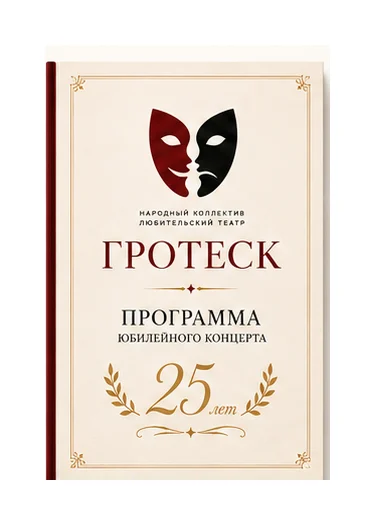 НАРОДНЫЙ КОЛЛЕКТИВ
ЛЮБИТЕЛЬСКИЙ ТЕАТР
ГРОТЕСК
ПРОГРАММА
ЮБИЛЕЙНОГО КОНЦЕРТА
25 лет